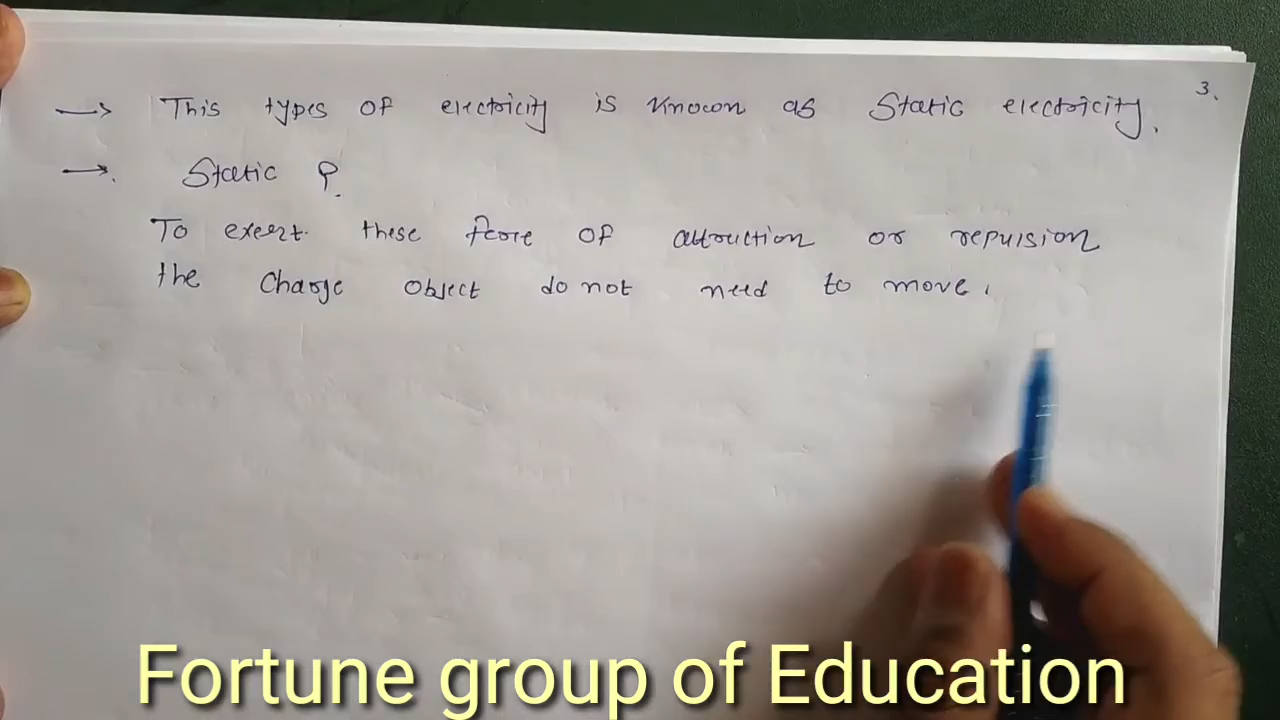 3.
→ This types of electricity is known as Static electricity.
→. Static ?
To exert these force of attraction or repulsion
the charge object do not need to move.
Fortune group of Education